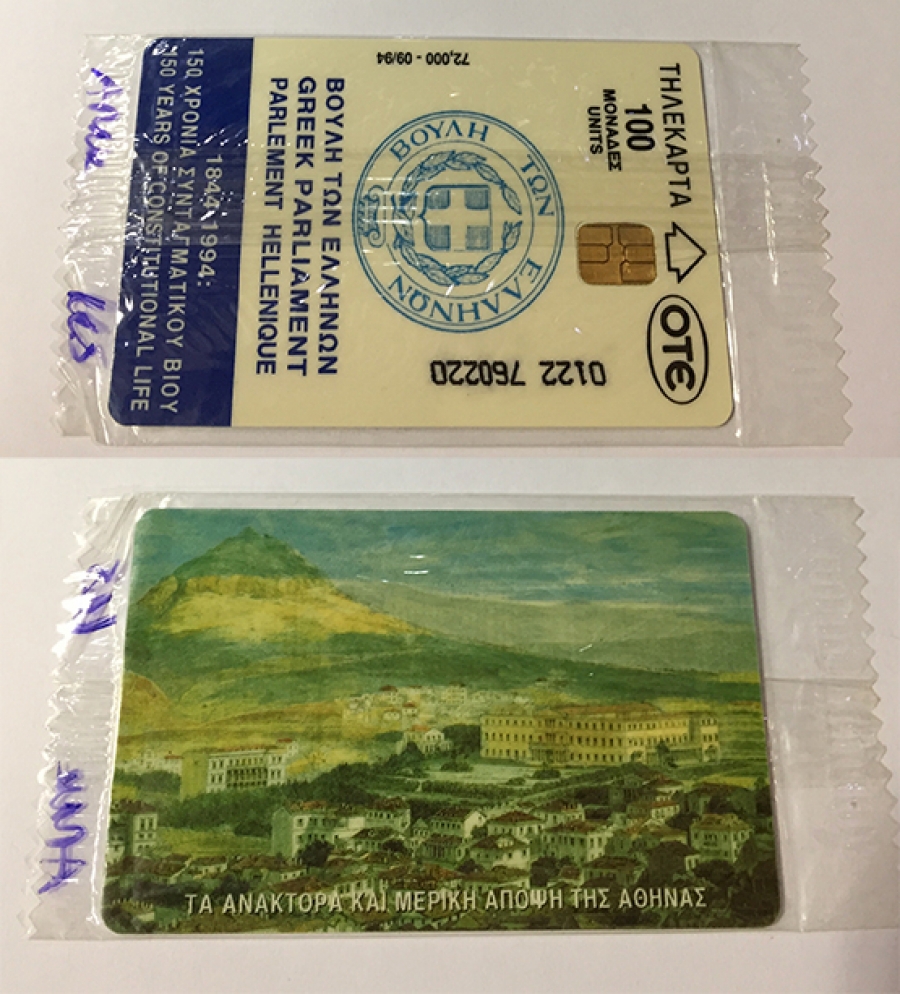 ΤΗΛΕΚΑΡΤΑ
100
ΜΟΝΑΔΕΣ
UNITS
OTE
72,000 - 09/94
ΒΟΥΛΗ ΤΩΝ ΕΛΛΗΝΩΝ
0122 760220
ΒΟΥΛΗ ΤΩΝ ΕΛΛΗΝΩΝ
GREEK PARLIAMENT
PARLEMENT HELLENIQUE
1844-1994:
150 ΧΡΟΝΙΑ ΣΥΝΤΑΓΜΑΤΙΚΟΥ ΒΙΟΥ
150 YEARS OF CONSTITUTIONAL LIFE
ΤΑ ΑΝΑΚΤΟΡΑ ΚΑΙ ΜΕΡΙΚΗ ΑΠΟΨΗ ΤΗΣ ΑΘΗΝΑΣ